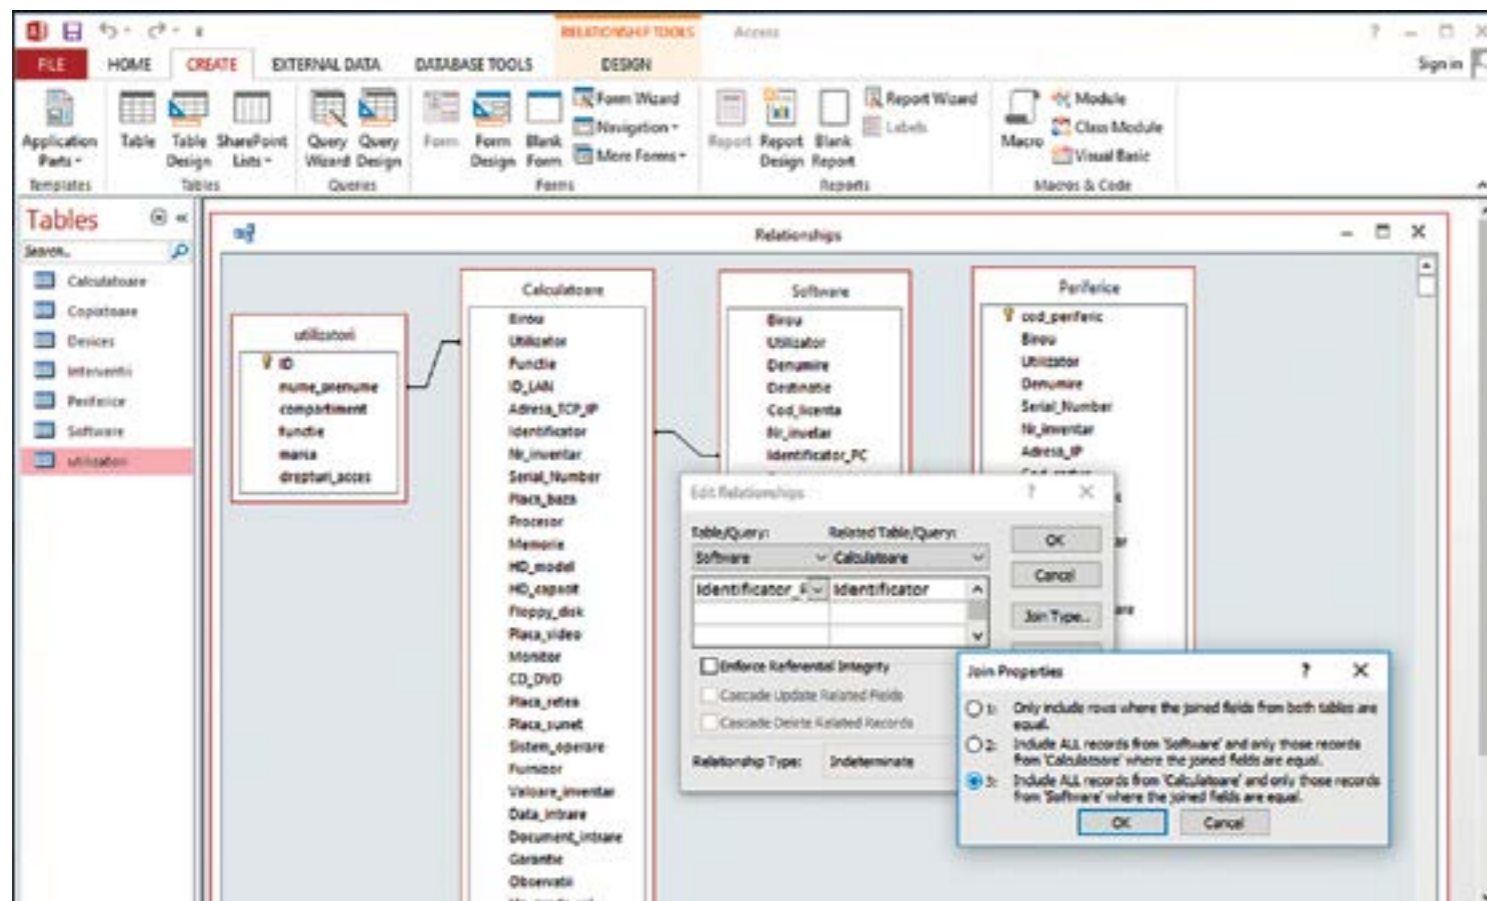 RELATIONSHIP TOOLS Access ?
FILE HOME CREATE EXTERNAL DATA DATABASE TOOLS DESIGN Sign in
Application Parts
Table
Table Design
SharePoint Lists
Query Wizard
Query Design
Form
Form Design
Blank Form
Form Wizard
Navigation
More Forms
Report
Report Design
Blank Report
Report Wizard
Labels
Macro
Module
Class Module
Visual Basic
Templates Tables Queries Forms Reports Macros & Code
Tables
Search...
Calculatoare
Copiatoare
Devices
Interventii
Periferice
Software
utilizatori
Relationships
utilizatori
ID
nume_prenume
compartiment
functie
marca
drepturi_acces
Calculatoare
Birou
Utilizator
Functie
ID_LAN
Adresa_TCP_IP
Identificator
Nr_inventar
Serial_Number
Placa_baza
Procesor
Memorie
HD_model
HD_capacit
Floppy_disk
Placa_video
Monitor
CD_DVD
Placa_retea
Placa_sunet
Sistem_operare
Furnizor
Valoare_inventar
Data_intrare
Document_intrare
Garantie
Observatii
Software
Birou
Utilizator
Denumire
Destinatie
Cod_licenta
Nr_invetar
Identificator_PC
Periferice
cod_periferic
Birou
Utilizator
Denumire
Serial_Number
Nr_inventar
Adresa_IP
Edit Relationships ?
Table/Query: Related Table/Query:
Software Calculatoare
Identificator_P Identificator
OK
Cancel
Join Type..
Enforce Referential Integrity
Cascade Update Related Fields
Cascade Delete Related Records
Relationship Type: Indeterminate
Join Properties ?
1: Only include rows where the joined fields from both tables are
equal.
2: Include ALL records from 'Software' and only those records
from 'Calculatoare' where the joined fields are equal.
3: Include ALL records from 'Calculatoare' and only those records
from 'Software' where the joined fields are equal.
OK Cancel